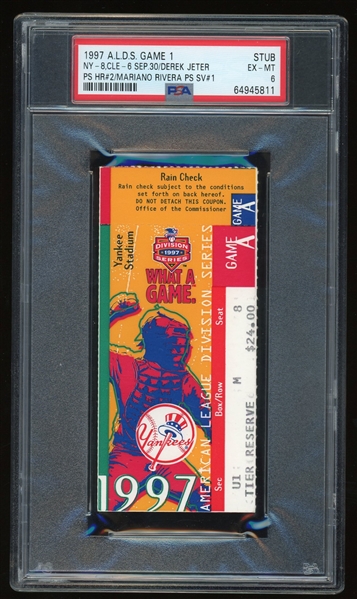 1997 A.L.D.S. GAME 1 STUB
NY-8,CLE-6 SEP.30/DEREK JETER EX-MT
PS HR#2/MARIANO RIVERA PS SV#1 6
PSA 64945811
Rain Check
Rain check subject to the conditions
set forth on back hereof.
DO NOT DETACH THIS COUPON.
Office of the Commissioner
Yankee
Stadium
DIVISION
1997
SERIES
WHAT A
GAME.
Yankees
1997
AMERICAN LEAGUE DIVISION SERIES
GAME
A
GAME
A
Sec Box/Row Seat
U1 M 8
TIER RESERVE $24.00